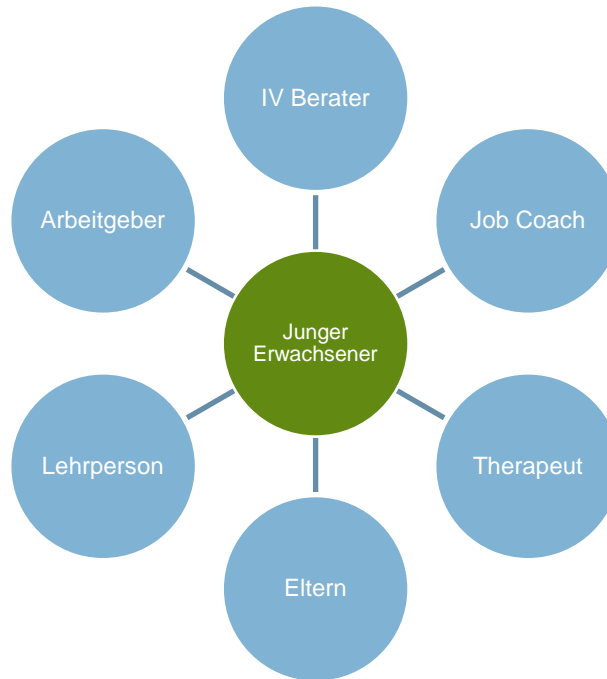 IV Berater
Arbeitgeber
Job Coach
Junger
Erwachsener
Lehrperson
Therapeut
Eltern